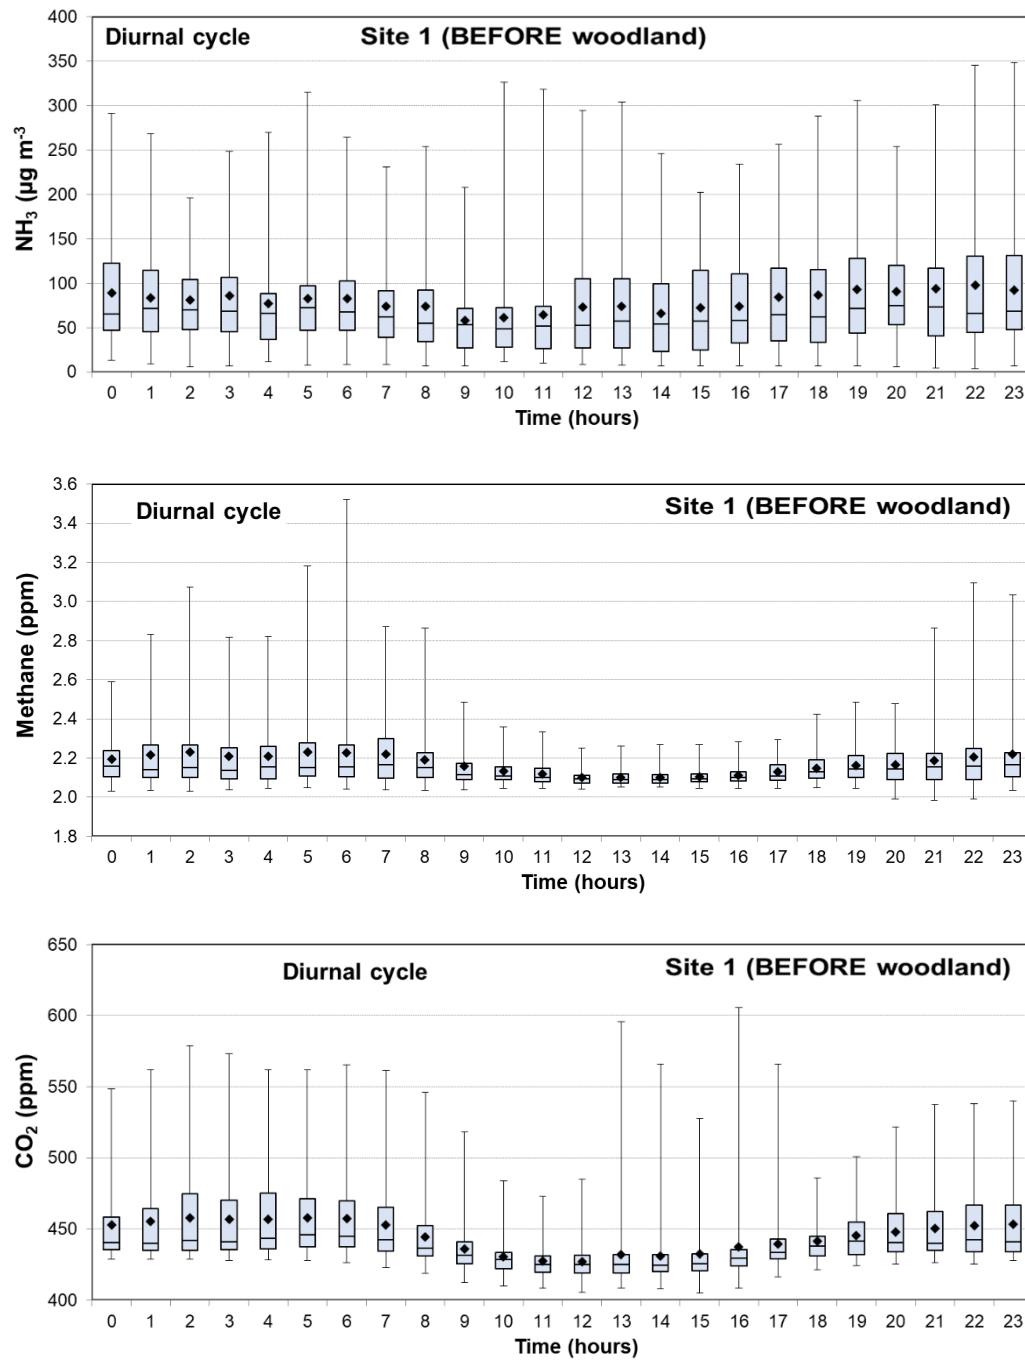 400
350
300
250
200
150
100
50
0
NH₃ (µg m⁻³)
Diurnal cycle Site 1 (BEFORE woodland)
0 1 2 3 4 5 6 7 8 9 10 11 12 13 14 15 16 17 18 19 20 21 22 23
Time (hours)
3.6
3.4
3.2
3.0
2.8
2.6
2.4
2.2
2.0
1.8
Methane (ppm)
Diurnal cycle Site 1 (BEFORE woodland)
0 1 2 3 4 5 6 7 8 9 10 11 12 13 14 15 16 17 18 19 20 21 22 23
Time (hours)
650
600
550
500
450
400
CO₂ (ppm)
Diurnal cycle Site 1 (BEFORE woodland)
0 1 2 3 4 5 6 7 8 9 10 11 12 13 14 15 16 17 18 19 20 21 22 23
Time (hours)